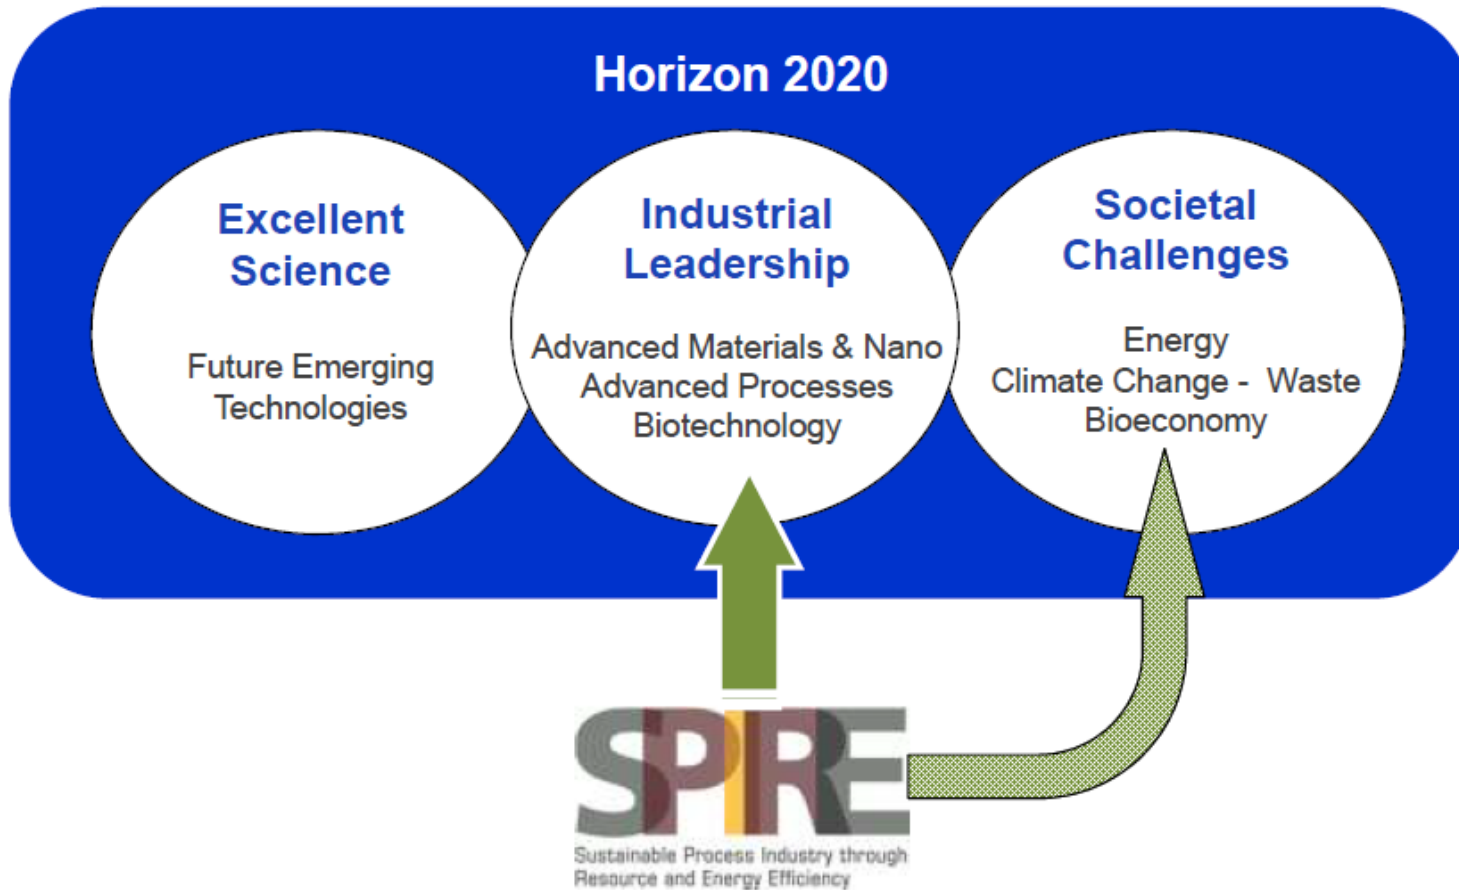 Horizon 2020
Excellent
Science
Future Emerging
Technologies
Industrial
Leadership
Advanced Materials & Nano
Advanced Processes
Biotechnology
Societal
Challenges
Energy
Climate Change - Waste
Bioeconomy
SPIRE
Sustainable Process Industry through
Resource and Energy Efficiency